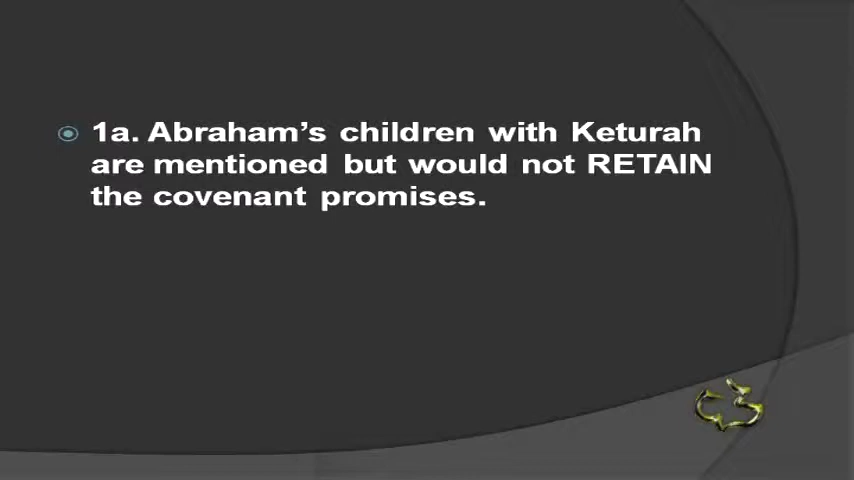 1a. Abraham's children with Keturah
are mentioned but would not RETAIN
the covenant promises.